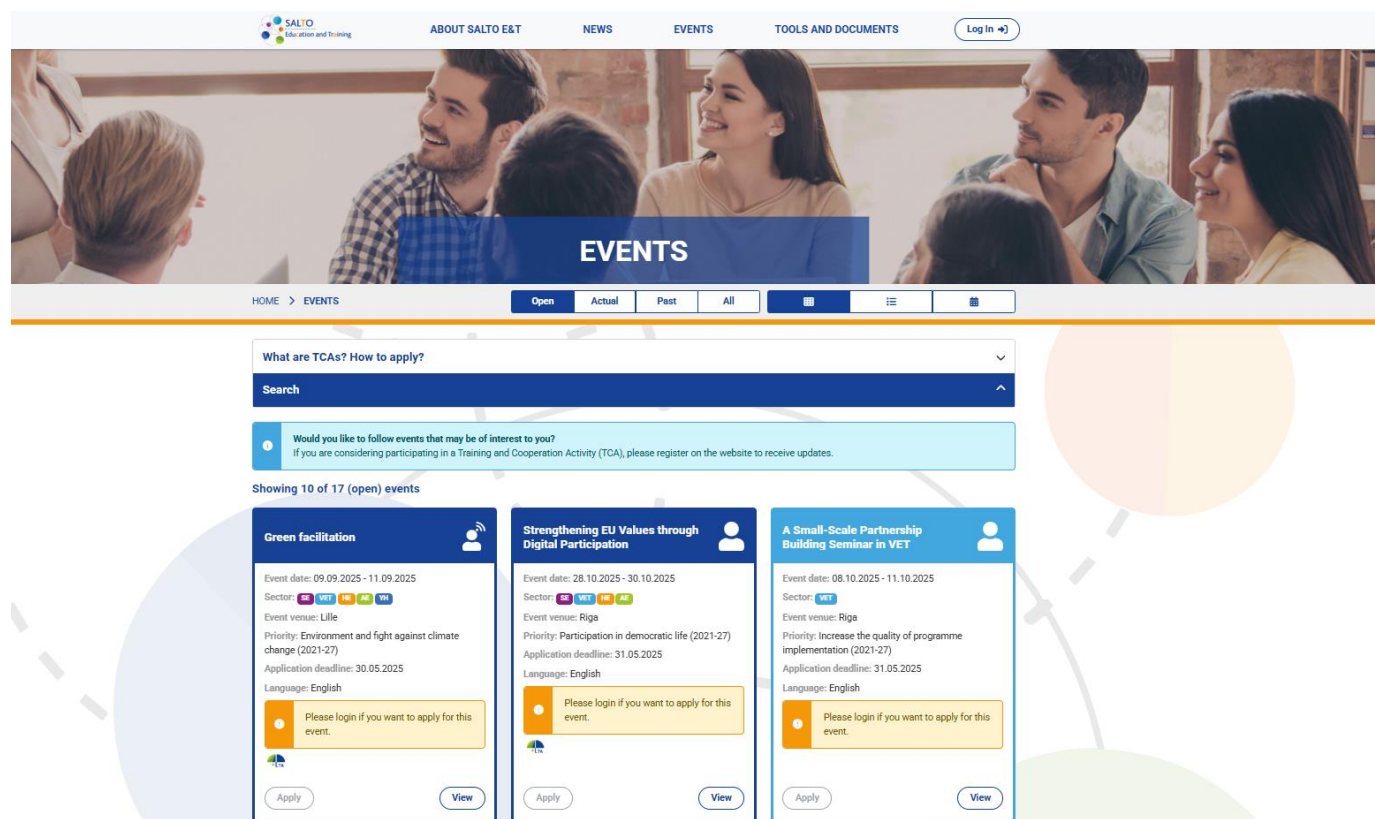 SALTO
Education and Training
ABOUT SALTO E&T
NEWS
EVENTS
TOOLS AND DOCUMENTS
Log In
EVENTS
HOME > EVENTS
Open
Actual
Past
All
What are TCAs? How to apply?
Search
Would you like to follow events that may be of interest to you?
If you are considering participating in a Training and Cooperation Activity (TCA), please register on the website to receive updates.
Showing 10 of 17 (open) events
Green facilitation
Event date: 09.09.2025 - 11.09.2025
Sector: SE VET HE AE YH
Event venue: Lille
Priority: Environment and fight against climate
change (2021-27)
Application deadline: 30.05.2025
Language: English
Please login if you want to apply for this
event.
LTA
Apply
View
Strengthening EU Values through
Digital Participation
Event date: 28.10.2025 - 30.10.2025
Sector: SE VET HE AE
Event venue: Riga
Priority: Participation in democratic life (2021-27)
Application deadline: 31.05.2025
Language: English
Please login if you want to apply for this
event.
LTA
Apply
View
A Small-Scale Partnership
Building Seminar in VET
Event date: 08.10.2025 - 11.10.2025
Sector: VET
Event venue: Riga
Priority: Increase the quality of programme
implementation (2021-27)
Application deadline: 31.05.2025
Language: English
Please login if you want to apply for this
event.
Apply
View